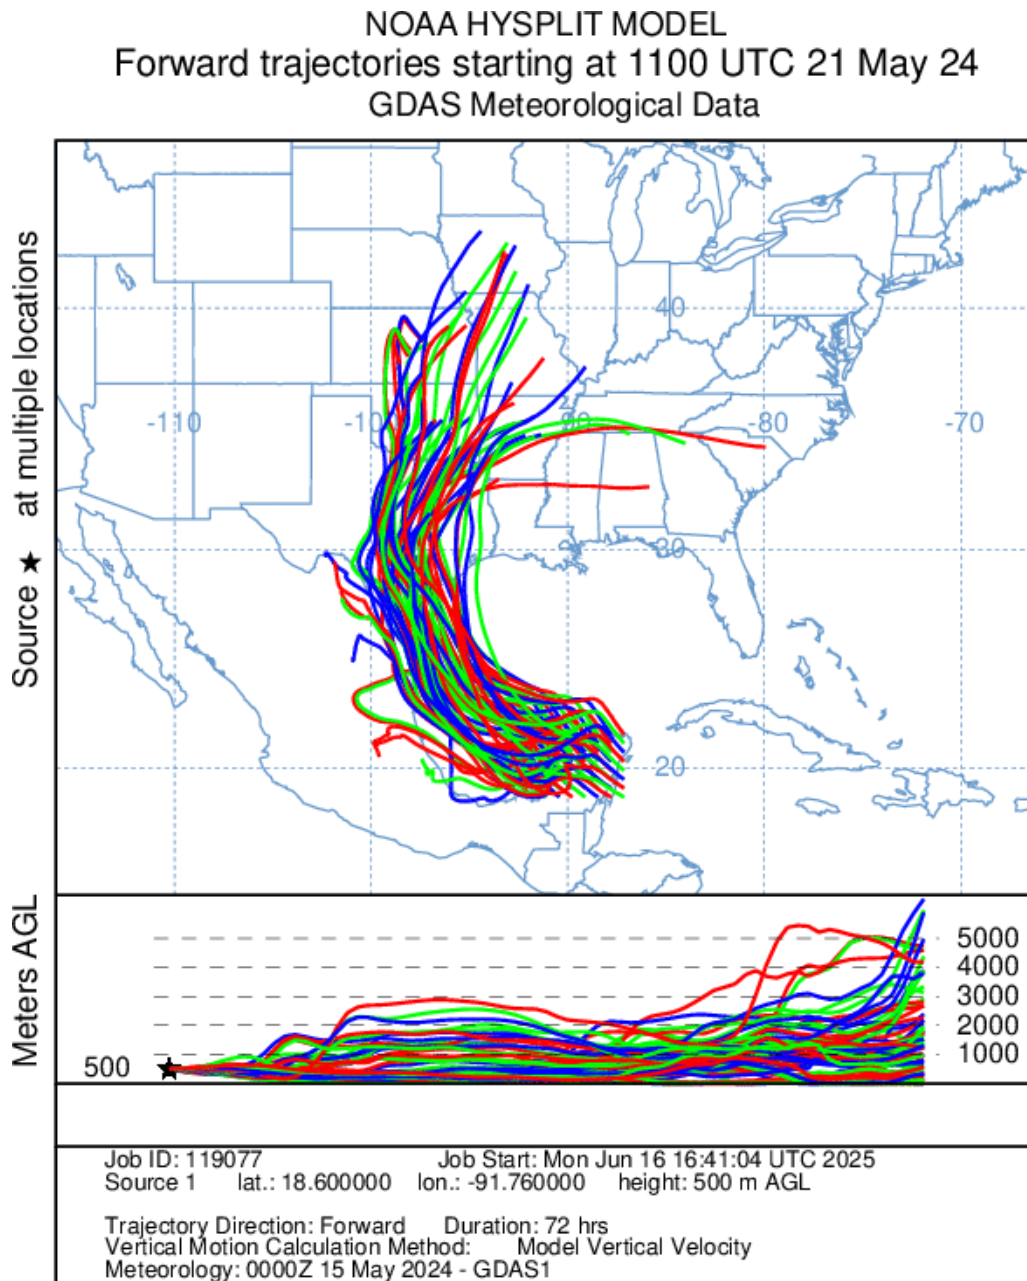 NOAA HYSPLIT MODEL
Forward trajectories starting at 1100 UTC 21 May 24
GDAS Meteorological Data
Source ★ at multiple locations
40
-110
-80
-70
30
20
Meters AGL
500
5000
4000
3000
2000
1000
Job ID: 119077 Job Start: Mon Jun 16 16:41:04 UTC 2025
Source 1 lat.: 18.600000 lon.: -91.760000 height: 500 m AGL
Trajectory Direction: Forward Duration: 72 hrs
Vertical Motion Calculation Method: Model Vertical Velocity
Meteorology: 0000Z 15 May 2024 - GDAS1